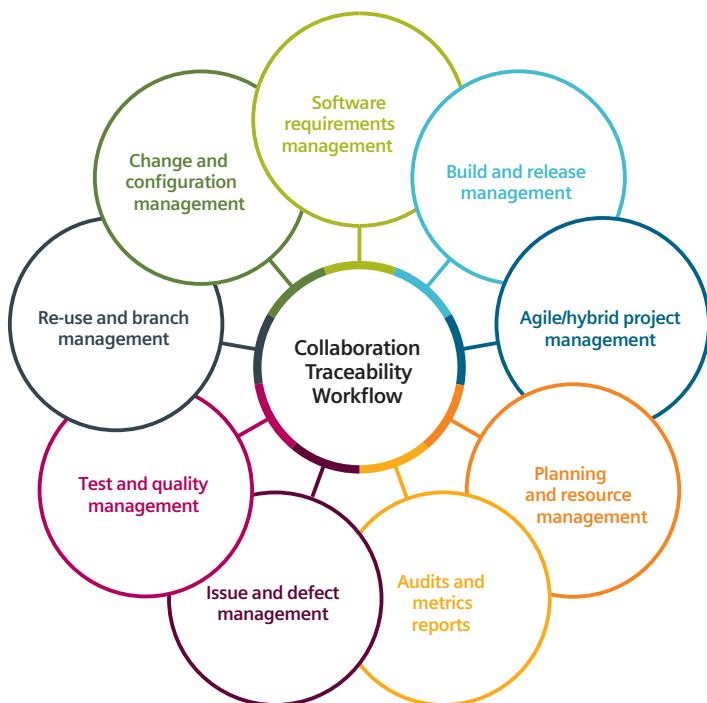 Software
requirements
management
Build and release
management
Agile/hybrid project
management
Planning
and resource
management
Audits and
metrics
reports
Issue and defect
management
Test and quality
management
Re-use and branch
management
Change and
configuration
management
Collaboration
Traceability
Workflow